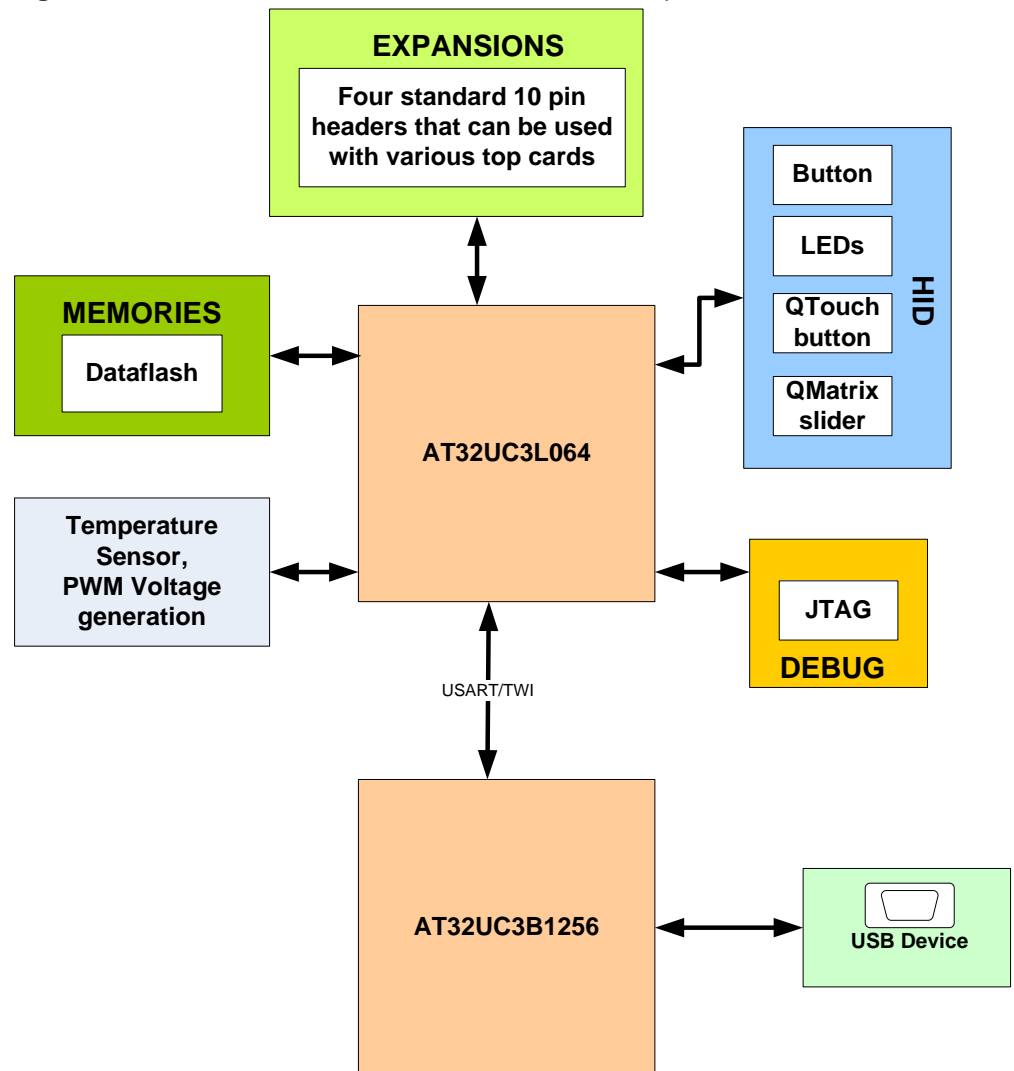 EXPANSIONS
Four standard 10 pin
headers that can be used
with various top cards
Button
LEDs
QTouch
button
QMatrix
slider
HID
MEMORIES
Dataflash
AT32UC3L064
Temperature
Sensor,
PWM Voltage
generation
JTAG
DEBUG
USART/TWI
AT32UC3B1256
USB Device